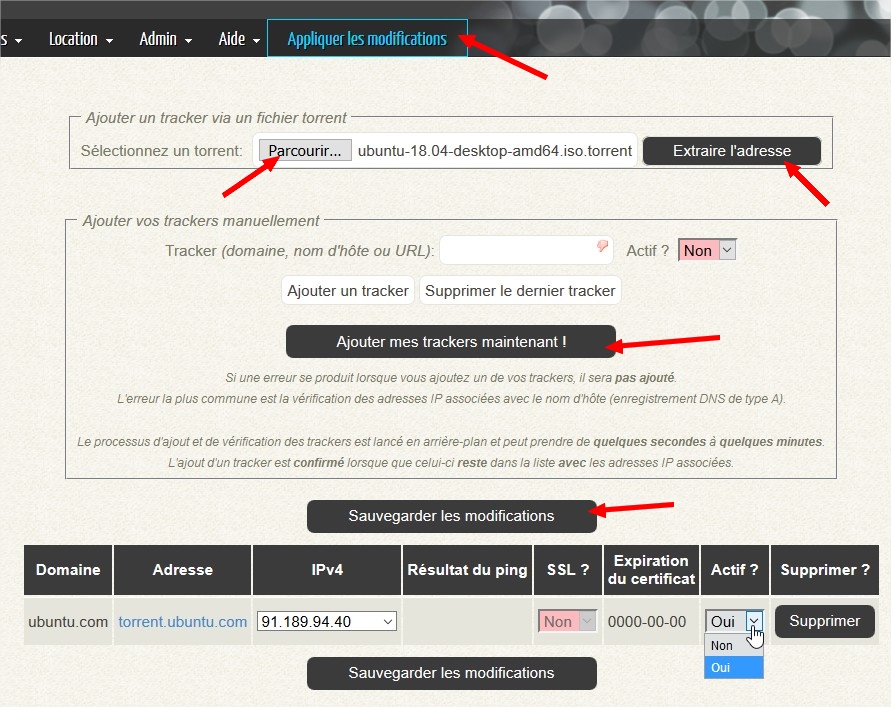 s Location Admin Aide Appliquer les modifications
Ajouter un tracker via un fichier torrent
Sélectionnez un torrent: Parcourir... ubuntu-18.04-desktop-amd64.iso.torrent Extraire l'adresse
Ajouter vos trackers manuellement
Tracker (domaine, nom d'hôte ou URL): Actif ? Non
Ajouter un tracker Supprimer le dernier tracker
Ajouter mes trackers maintenant !
Si une erreur se produit lorsque vous ajoutez un de vos trackers, il sera pas ajouté.
L'erreur la plus commune est la vérification des adresses IP associées avec le nom d'hôte (enregistrement DNS de type A).
Le processus d'ajout et de vérification des trackers est lancé en arrière-plan et peut prendre de quelques secondes à quelques minutes.
L'ajout d'un tracker est confirmé lorsque que celui-ci reste dans la liste avec les adresses IP associées.
Sauvegarder les modifications
Domaine Adresse IPv4 Résultat du ping SSL ? Expiration du certificat Actif ? Supprimer ?
ubuntu.com torrent.ubuntu.com 91.189.94.40 Non 0000-00-00 Oui Supprimer
Non
Oui
Sauvegarder les modifications